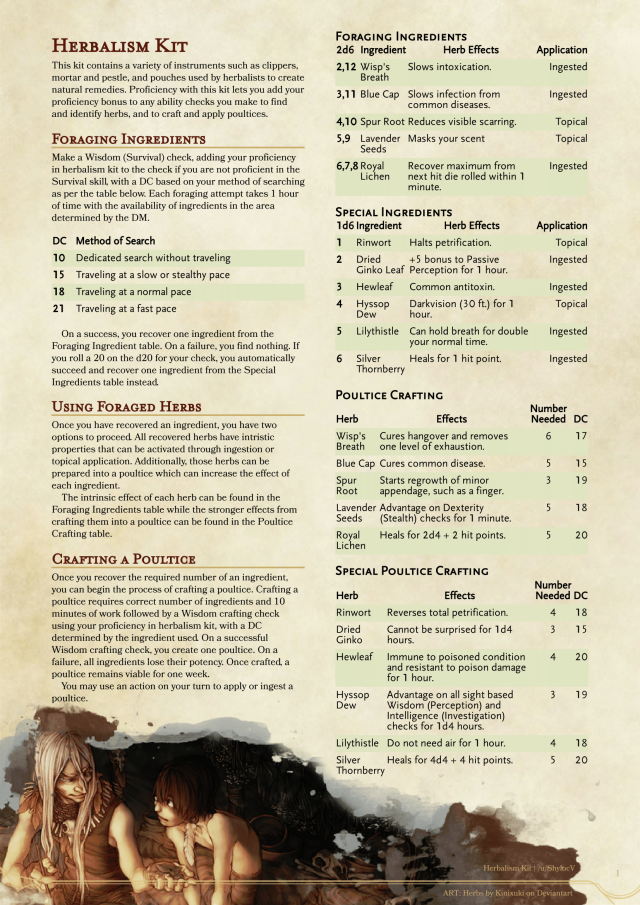 Herbalism Kit
This kit contains a variety of instruments such as clippers,
mortar and pestle, and pouches used by herbalists to create
natural remedies. Proficiency with this kit lets you add your
proficiency bonus to any ability checks you make to find
and identify herbs, and to craft and apply poultices.
Foraging Ingredients
Make a Wisdom (Survival) check, adding your proficiency
in herbalism kit to the check if you are not proficient in the
Survival skill, with a DC based on your method of searching
as per the table below. Each foraging attempt takes 1 hour
of time with the availability of ingredients in the area
determined by the DM.
DC Method of Search
10 Dedicated search without traveling
15 Traveling at a slow or stealthy pace
18 Traveling at a normal pace
21 Traveling at a fast pace
On a success, you recover one ingredient from the
Foraging Ingredient table. On a failure, you find nothing. If
you roll a 20 on the d20 for your check, you automatically
succeed and recover one ingredient from the Special
Ingredients table instead.
Using Foraged Herbs
Once you have recovered an ingredient, you have two
options to proceed. All recovered herbs have intristic
properties that can be activated through ingestion or
topical application. Additionally, those herbs can be
prepared into a poultice which can increase the effect of
each ingredient.
The intrinsic effect of each herb can be found in the
Foraging Ingredients table while the stronger effects from
crafting them into a poultice can be found in the Poultice
Crafting table.
Crafting a Poultice
Once you recover the required number of an ingredient,
you can begin the process of crafting a poultice. Crafting a
poultice requires correct number of ingredients and 10
minutes of work followed by a Wisdom crafting check
using your proficiency in herbalism kit, with a DC
determined by the ingredient used. On a successful
Wisdom crafting check, you create one poultice. On a
failure, all ingredients lose their potency. Once crafted, a
poultice remains viable for one week.
You may use an action on your turn to apply or ingest a
poultice.
Foraging Ingredients
2d6 Ingredient Herb Effects Application
2,12 Wisp's Slows intoxication. Ingested
Breath
3,11 Blue Cap Slows infection from Ingested
common diseases.
4,10 Spur Root Reduces visible scarring. Topical
5,9 Lavender Masks your scent Topical
Seeds
6,7,8 Royal Recover maximum from Ingested
Lichen next hit die rolled within 1
minute.
Special Ingredients
1d6 Ingredient Herb Effects Application
1 Rinwort Halts petrification. Topical
2 Dried +5 bonus to Passive Ingested
Ginko Leaf Perception for 1 hour.
3 Hewleaf Common antitoxin. Ingested
4 Hyssop Darkvision (30 ft.) for 1 Topical
Dew hour.
5 Lilythistle Can hold breath for double Ingested
your normal time.
6 Silver Heals for 1 hit point. Ingested
Thornberry
Poultice Crafting
Number
Herb Effects Needed DC
Wisp's Cures hangover and removes 6 17
Breath one level of exhaustion.
Blue Cap Cures common disease. 5 15
Spur Starts regrowth of minor 3 19
Root appendage, such as a finger.
Lavender Advantage on Dexterity 5 18
Seeds (Stealth) checks for 1 minute.
Royal Heals for 2d4 + 2 hit points. 5 20
Lichen
Special Poultice Crafting
Number
Herb Effects Needed DC
Rinwort Reverses total petrification. 4 18
Dried Cannot be surprised for 1d4 3 15
Ginko hours.
Hewleaf Immune to poisoned condition 4 20
and resistant to poison damage
for 1 hour.
Hyssop Advantage on all sight based 3 19
Dew Wisdom (Perception) and
Intelligence (Investigation)
checks for 1d4 hours.
Lilythistle Do not need air for 1 hour. 4 18
Silver Heals for 4d4 + 4 hit points. 5 20
Thornberry
Herbalism Kit | /u/ShylocV
1
ART: Herbs by Kinixuki on Deviantart